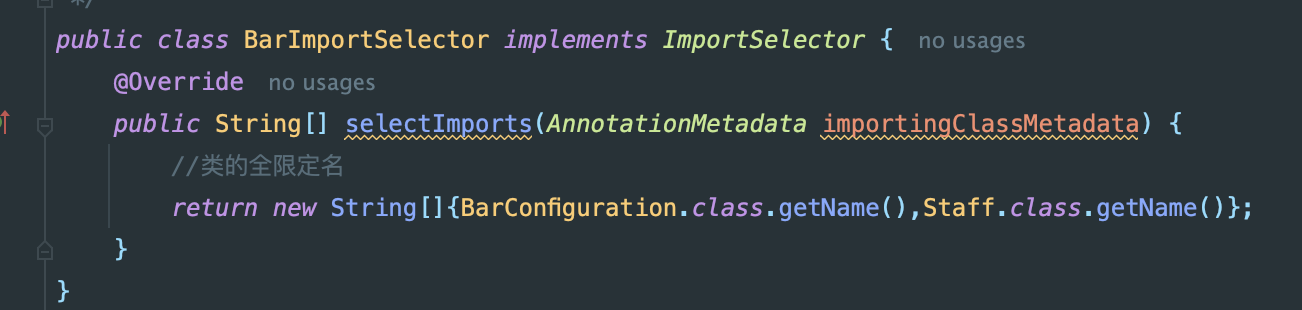 */
public class BarImportSelector implements ImportSelector { no usages
@Override no usages
public String[] selectImports(AnnotationMetadata importingClassMetadata) {
//类的全限定名
return new String[]{BarConfiguration.class.getName(),Staff.class.getName()};
}
}